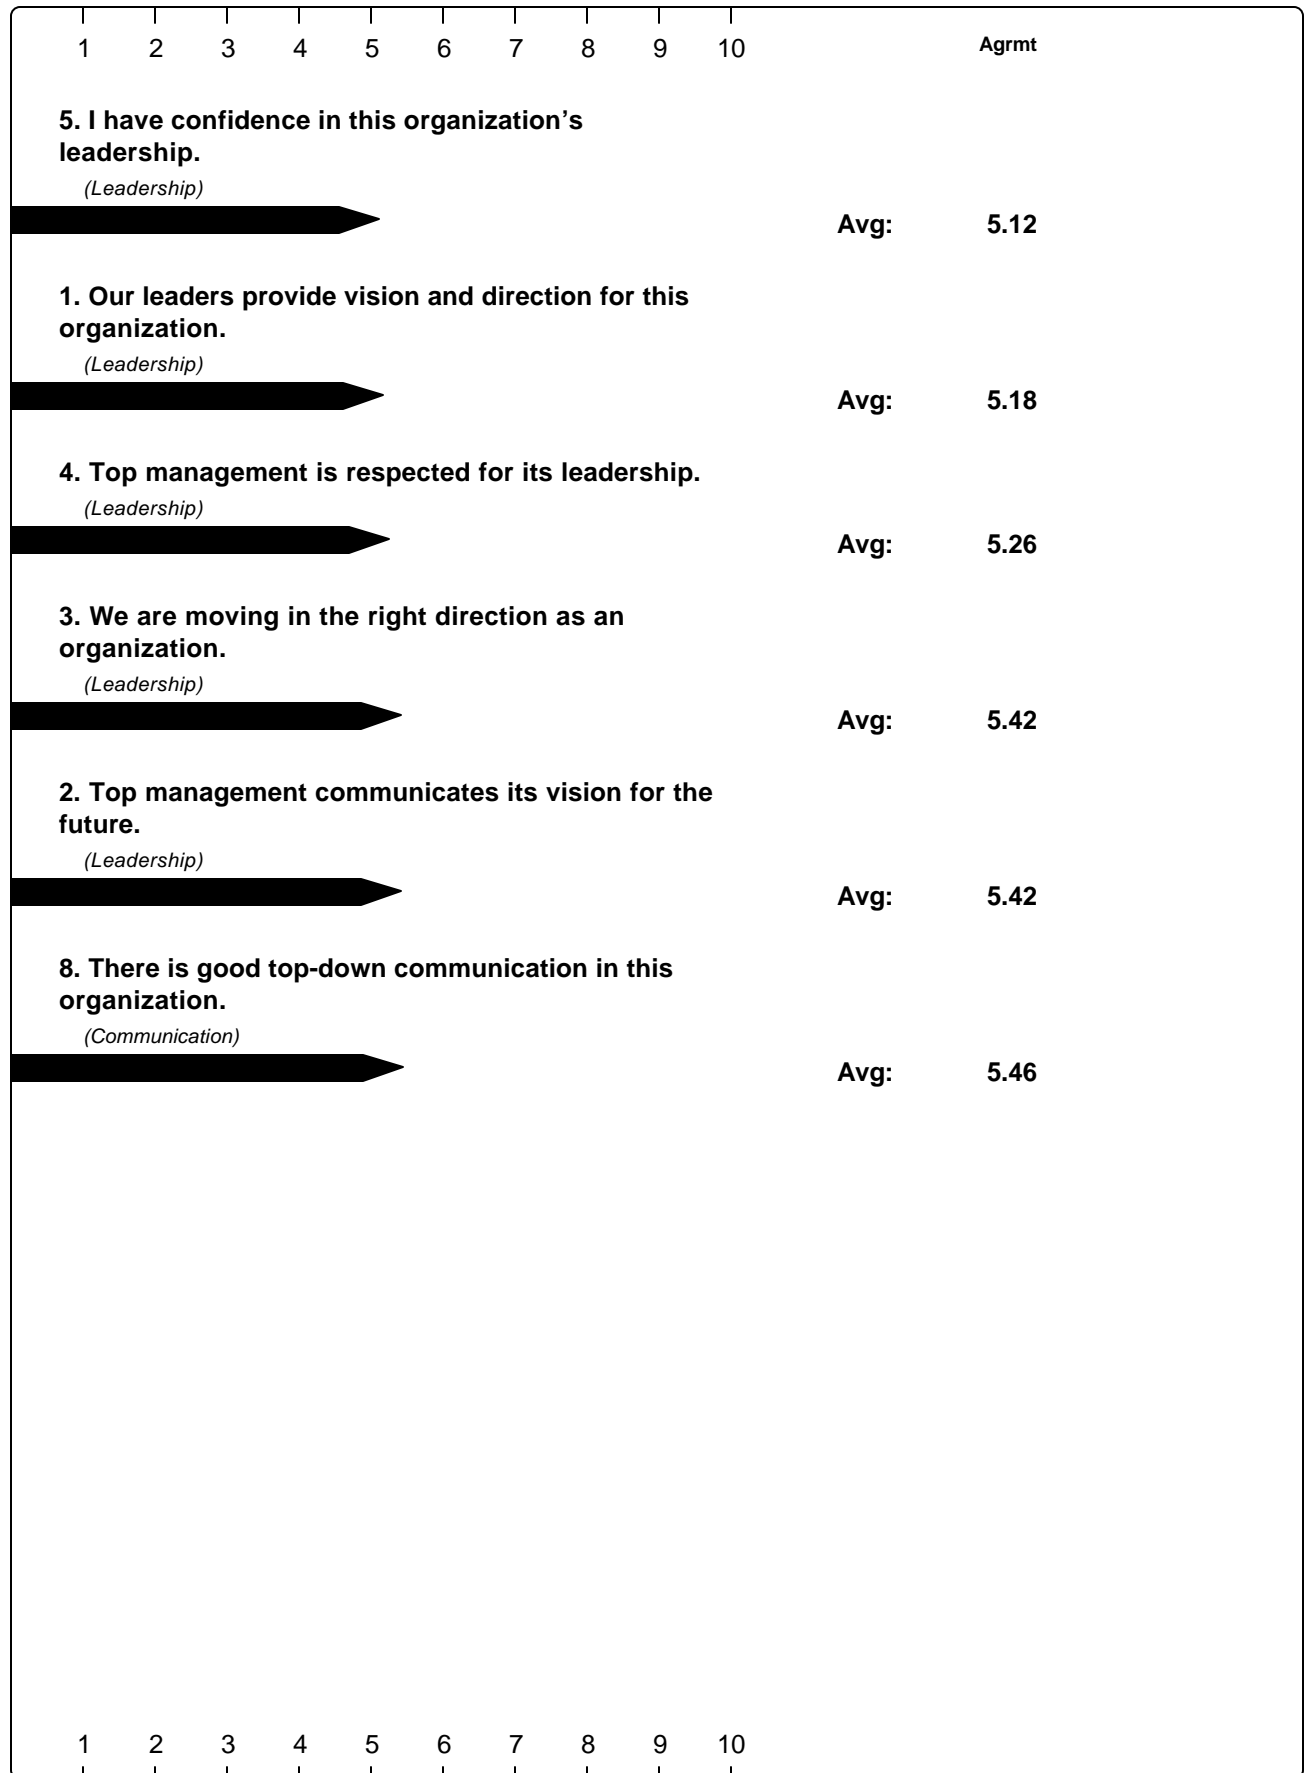 1 2 3 4 5 6 7 8 9 10 Agrmt
5. I have confidence in this organization’s
leadership.
(Leadership)
Avg: 5.12
1. Our leaders provide vision and direction for this
organization.
(Leadership)
Avg: 5.18
4. Top management is respected for its leadership.
(Leadership)
Avg: 5.26
3. We are moving in the right direction as an
organization.
(Leadership)
Avg: 5.42
2. Top management communicates its vision for the
future.
(Leadership)
Avg: 5.42
8. There is good top-down communication in this
organization.
(Communication)
Avg: 5.46
1 2 3 4 5 6 7 8 9 10